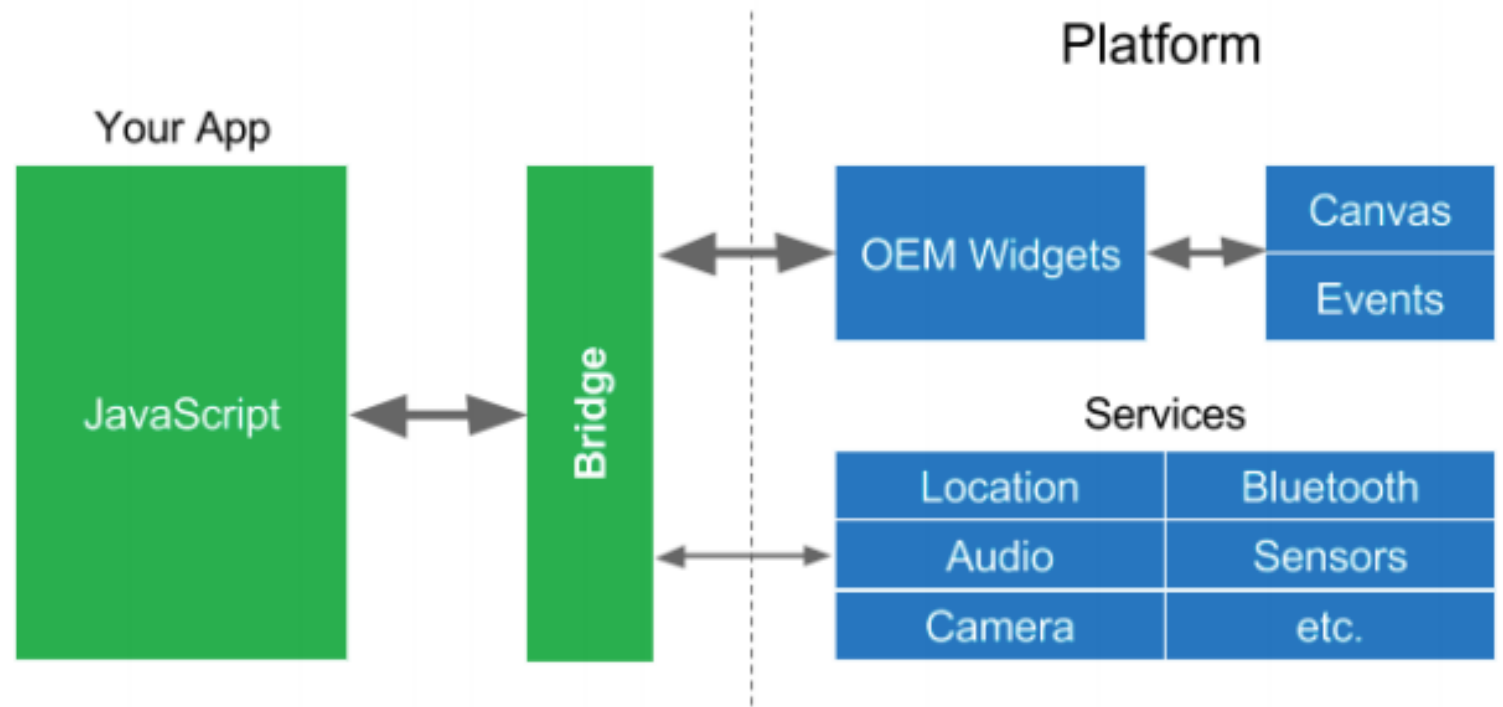 Platform
Your App
JavaScript
Bridge
OEM Widgets
Canvas
Events
Services
Location
Bluetooth
Audio
Sensors
Camera
etc.